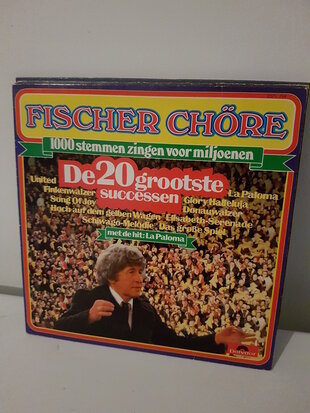 FISCHER CHÖRE
1000 stemmen zingen voor miljoenen
De 20 grootste
successen
United La Paloma
Finkenwalzer Glory Halleluja
Song Of Joy Donauwalzer
Hoch auf dem gelben Wagen Elisabeth-Serenade
Schiwago-Melodie Das große Spiel
met de hit: La Paloma
Polydor